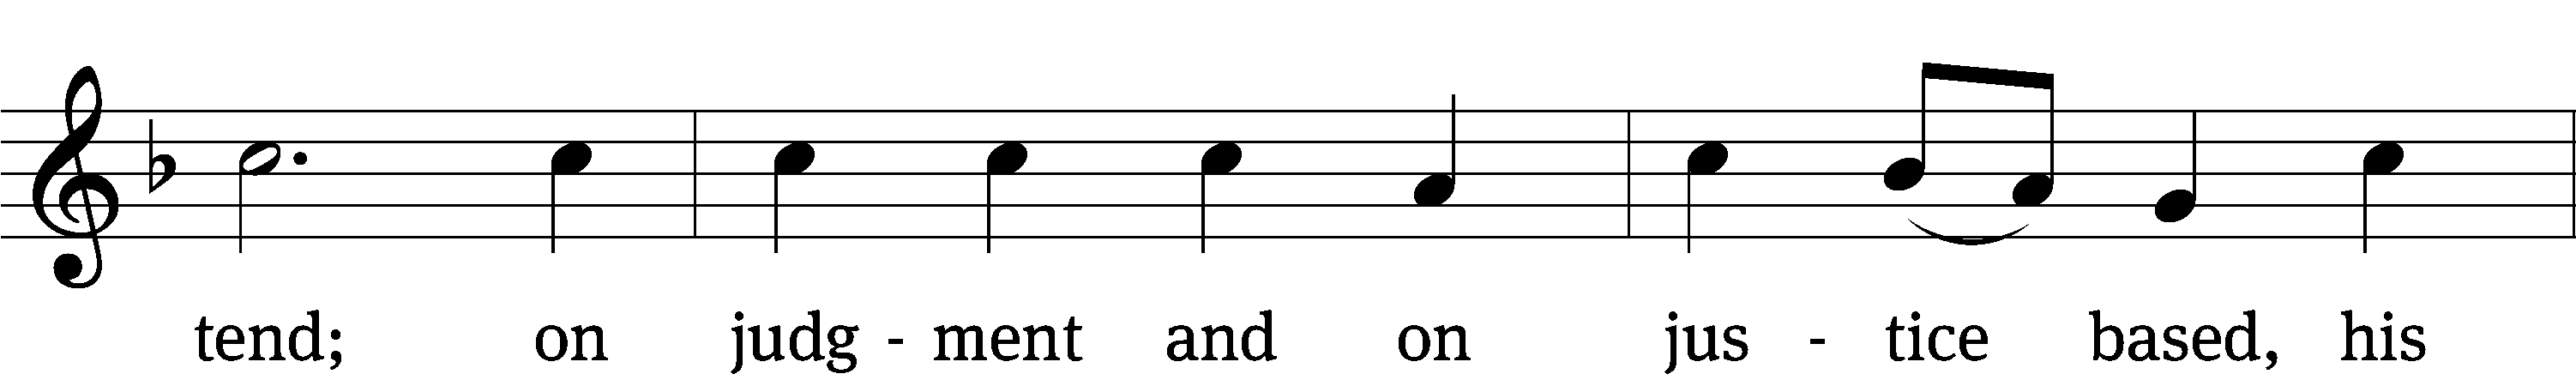 tend; on judg - ment and on jus - tice based, his